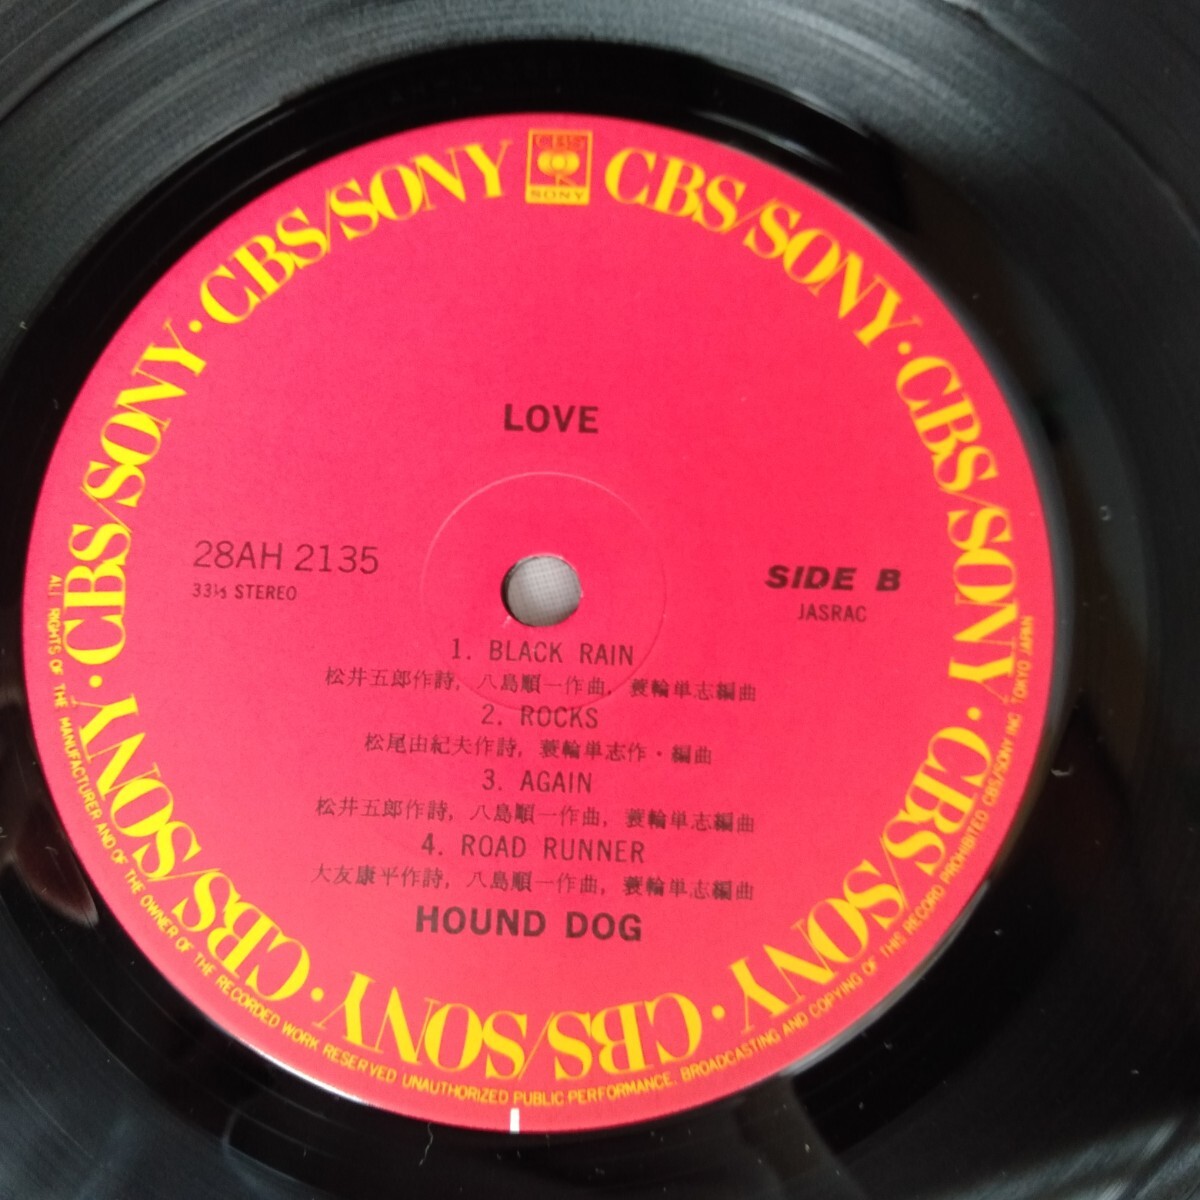 CBS
SONY
CBS/SONY · CBS/SONY · CBS/SONY · CBS/SONY · CBS/SONY · CBS/SONY · CBS/SONY · CBS/SONY
LOVE
28AH 2135
33⅓ STEREO
SIDE B
JASRAC
1. BLACK RAIN
松井五郎作詩, 八島順一作曲, 蓑輪単志編曲
2. ROCKS
松尾由紀夫作詩, 蓑輪単志作・編曲
3. AGAIN
松井五郎作詩, 八島順一作曲, 蓑輪単志編曲
4. ROAD RUNNER
大友康平作詩, 八島順一作曲, 蓑輪単志編曲
HOUND DOG
ALL RIGHTS OF THE MANUFACTURER AND OF THE OWNER OF THE RECORDED WORK RESERVED UNAUTHORIZED PUBLIC PERFORMANCE. BROADCASTING AND COPYING OF THIS RECORD PROHIBITED CBS/SONY INC TOKYO JAPAN